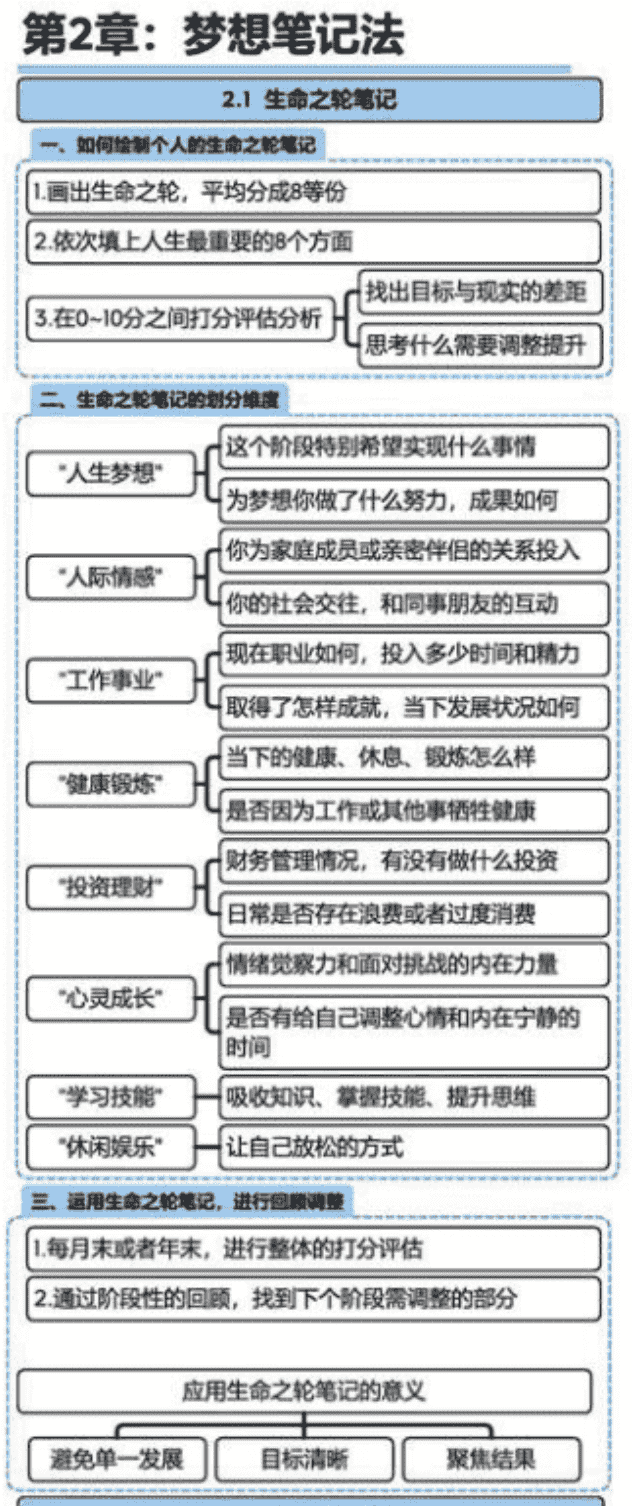 第2章：梦想笔记法
2.1 生命之轮笔记
一、如何绘制个人的生命之轮笔记
1.画出生命之轮，平均分成8等份
2.依次填上人生最重要的8个方面
3.在0~10分之间打分评估分析
找出目标与现实的差距
思考什么需要调整提升
二、生命之轮笔记的划分维度
"人生梦想"
这个阶段特别希望实现什么事情
为梦想你做了什么努力，成果如何
"人际情感"
你为家庭成员或亲密伴侣的关系投入
你的社会交往，和同事朋友的互动
"工作事业"
现在职业如何，投入多少时间和精力
取得了怎样成就，当下发展状况如何
"健康锻炼"
当下的健康、休息、锻炼怎么样
是否因为工作或其他事牺牲健康
"投资理财"
财务管理情况，有没有做什么投资
日常是否存在浪费或者过度消费
"心灵成长"
情绪觉察力和面对挑战的内在力量
是否有给自己调整心情和内在宁静的
时间
"学习技能"
吸收知识、掌握技能、提升思维
"休闲娱乐"
让自己放松的方式
三、运用生命之轮笔记，进行回顾调整
1.每月末或者年末，进行整体的打分评估
2.通过阶段性的回顾，找到下个阶段需调整的部分
应用生命之轮笔记的意义
避免单一发展
目标清晰
聚焦结果